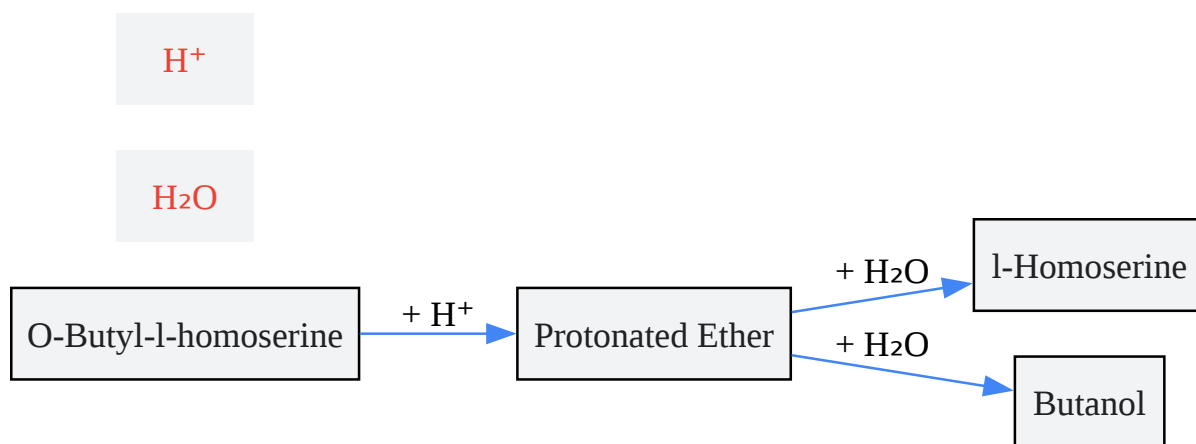 H⁺
H₂O
O-Butyl-l-homoserine
+ H⁺
Protonated Ether
+ H₂O
l-Homoserine
+ H₂O
Butanol